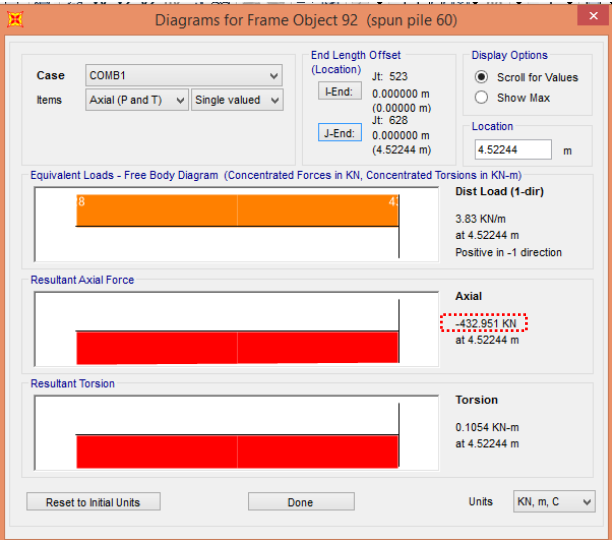 Diagrams for Frame Object 92 (spun pile 60)
Case COMB1
Items Axial (P and T) Single valued
End Length Offset
(Location)
Jt: 523
I-End: 0.000000 m
(0.00000 m)
Jt: 628
J-End: 0.000000 m
(4.52244 m)
Display Options
Scroll for Values
Show Max
Location
4.52244 m
Equivalent Loads - Free Body Diagram (Concentrated Forces in KN, Concentrated Torsions in KN-m)
Dist Load (1-dir)
3.83 KN/m
at 4.52244 m
Positive in -1 direction
Resultant Axial Force
Axial
-432.951 KN
at 4.52244 m
Resultant Torsion
Torsion
0.1054 KN-m
at 4.52244 m
Reset to Initial Units
Done
Units KN, m, C